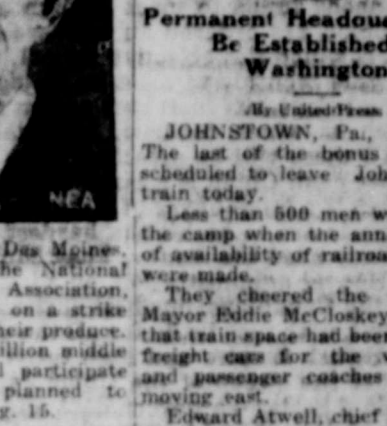 NEA
Des Moines,
he National
Association,
on a strike
heir produce.
illion middle
participate
planned to
g. 15.
Permanent Headqu
Be Established
Washington
By United Press
JOHNSTOWN, Pa.,
The last of the bonus
scheduled to leave Joh
train today.
Less than 500 men w
the camp when the ann
of availability of railroa
were made.
They cheered the
Mayor Eddie McCloskey
that train space had been
freight cars for the
and passenger coaches
moving east.
Edward Atwell, chief